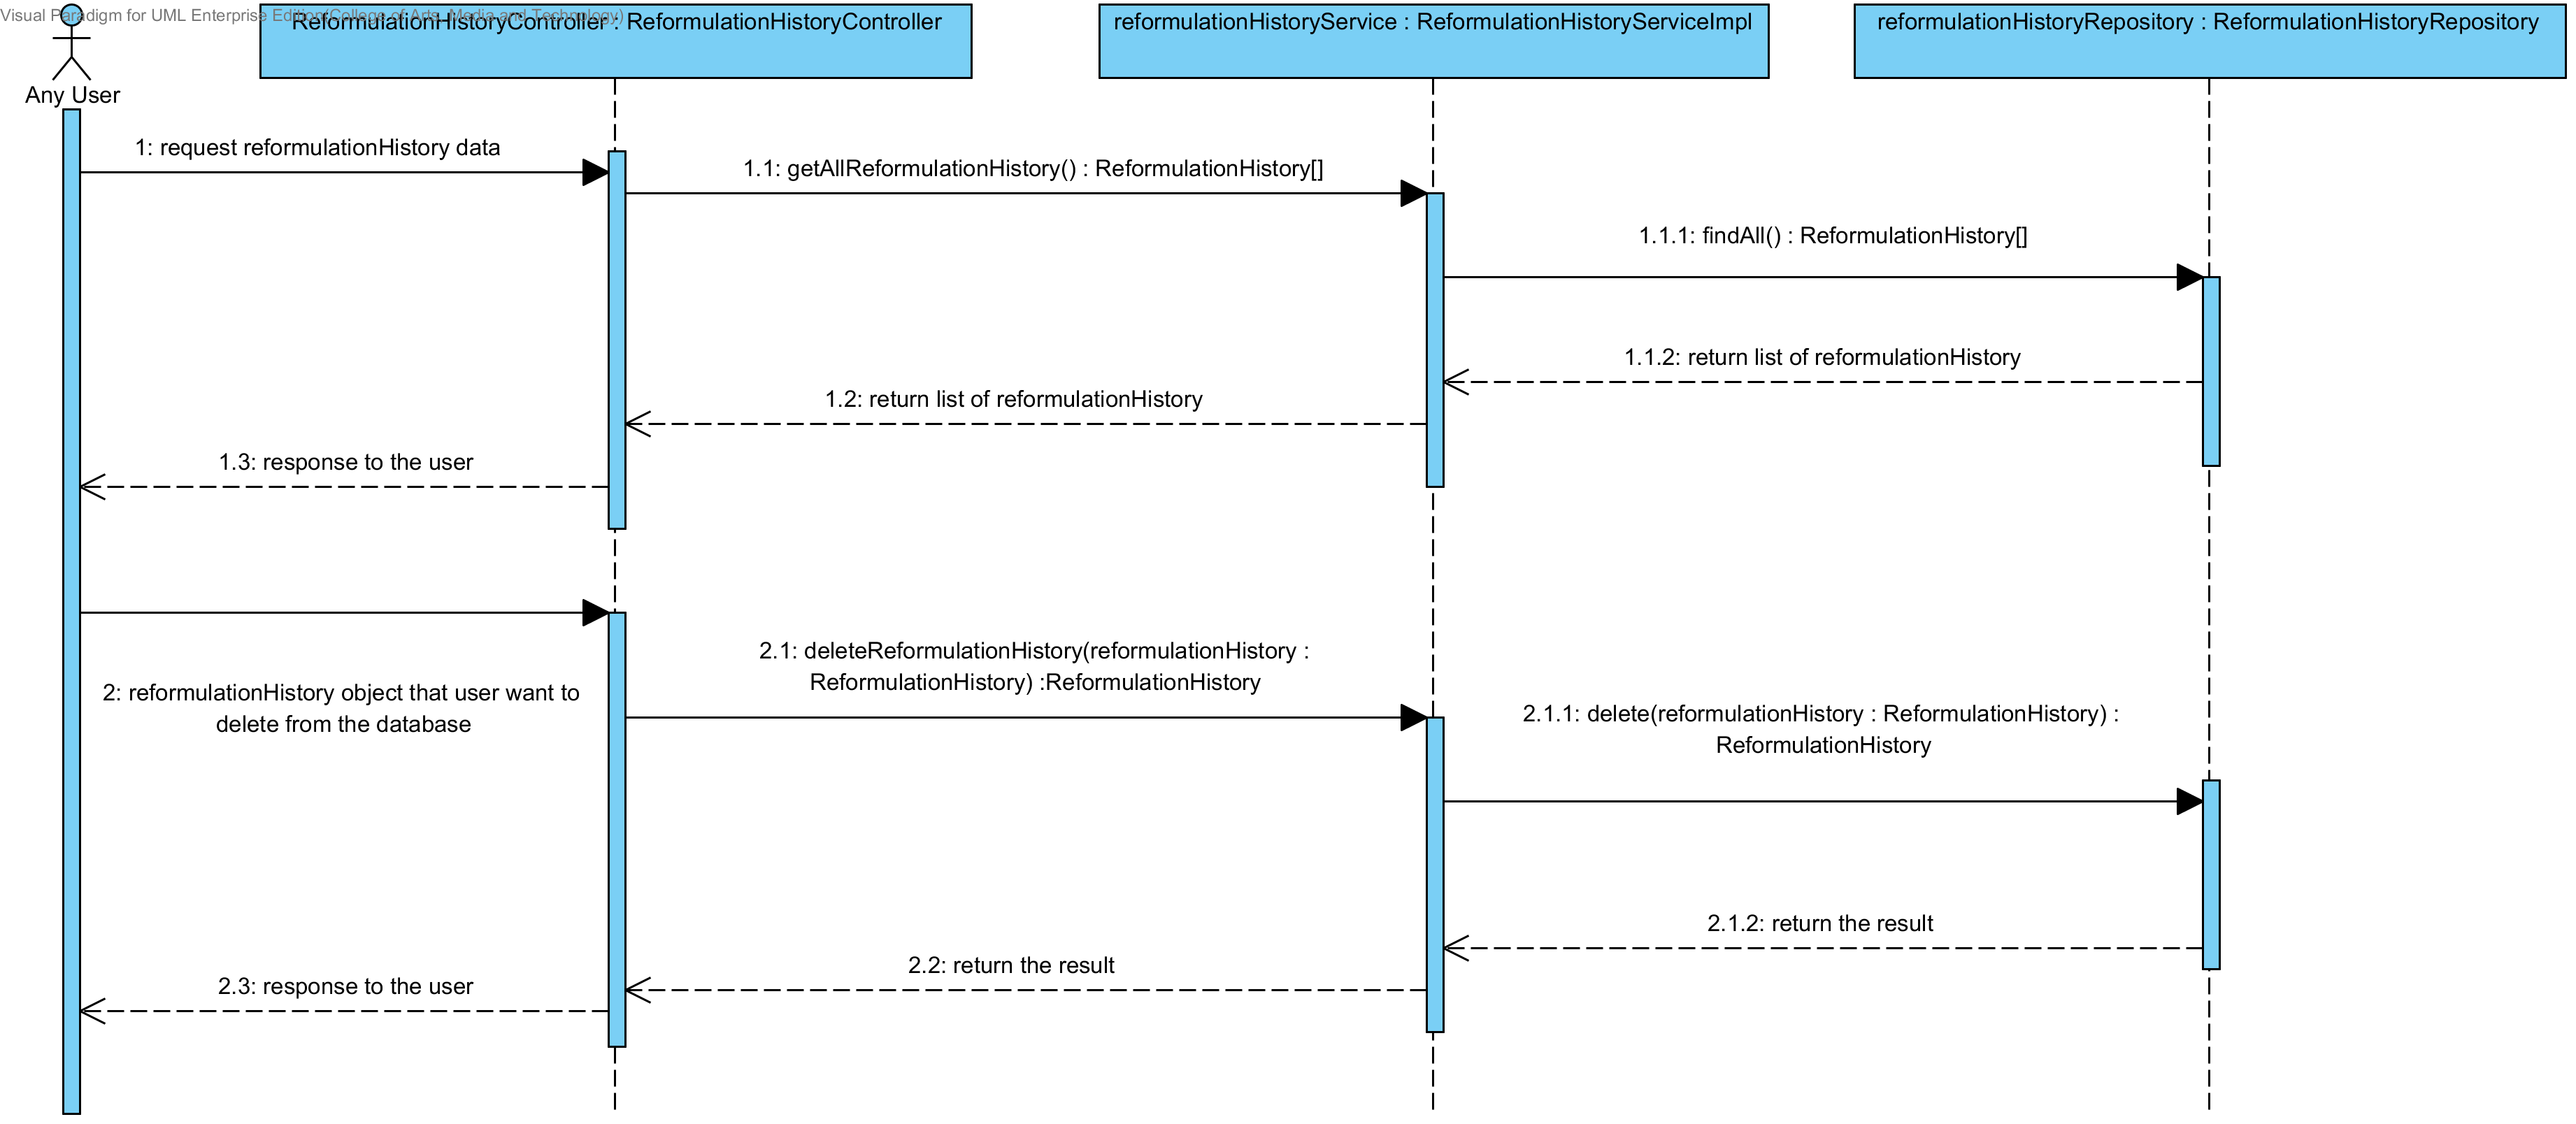 Visual Paradigm for UML Enterprise Edition(College of Arts, Media and Technology)
ReformulationHistoryController : ReformulationHistoryController
reformulationHistoryService : ReformulationHistoryServiceImpl
reformulationHistoryRepository : ReformulationHistoryRepository
Any User
1: request reformulationHistory data
1.1: getAllReformulationHistory() : ReformulationHistory[]
1.1.1: findAll() : ReformulationHistory[]
1.1.2: return list of reformulationHistory
1.2: return list of reformulationHistory
1.3: response to the user
2: reformulationHistory object that user want to
delete from the database
2.1: deleteReformulationHistory(reformulationHistory :
ReformulationHistory) :ReformulationHistory
2.1.1: delete(reformulationHistory : ReformulationHistory) :
ReformulationHistory
2.1.2: return the result
2.2: return the result
2.3: response to the user